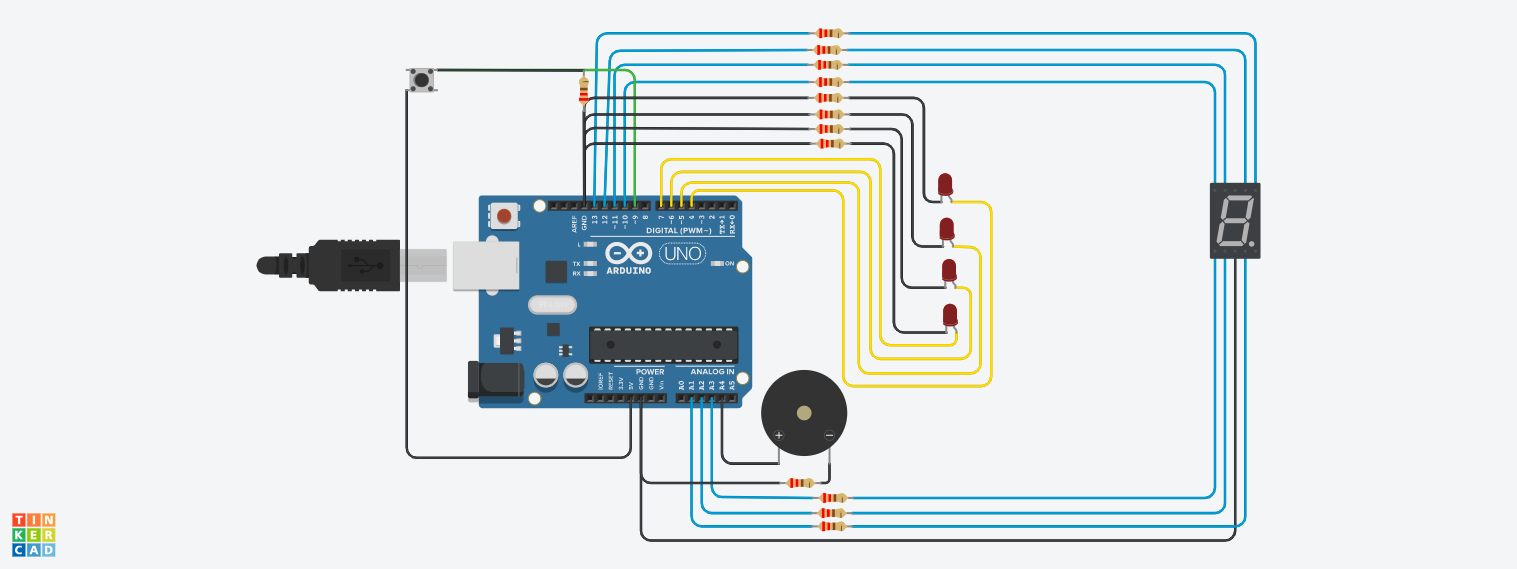 AREF
GND
13
12
~11
~10
~9
8
7
~6
~5
4
~3
2
TX→1
RX←0
DIGITAL (PWM~)
L
TX
RX
ARDUINO
UNO
ON
POWER
ANALOG IN
IOREF
RESET
3.3V
5V
GND
GND
Vin
A0
A1
A2
A3
A4
A5
+
−
TIN
KER
CAD